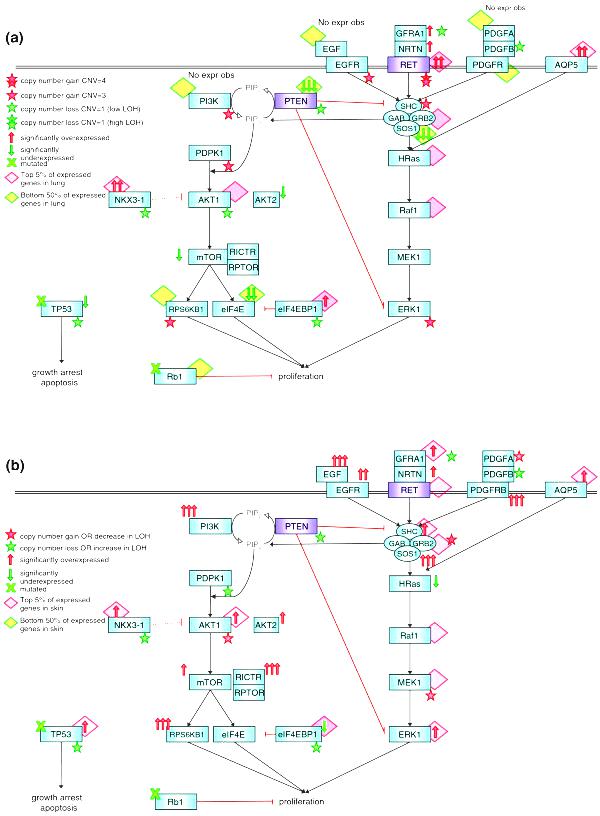 (a)
No expr obs
No expr obs
EGF
GFRA1
NRTN
PDGFA
PDGFB
EGFR
RET
PDGFR
AQP5
copy number gain CNV=4
copy number gain CNV=3
copy number loss CNV=1 (low LOH)
copy number loss CNV=1 (high LOH)
significantly overexpressed
significantly
underexpressed
mutated
Top 5% of expressed
genes in lung
Bottom 50% of expressed
genes in lung
No expr obs
PI3K
PIP
PIP
PTEN
SHC
GAB
GRB2
SOS1
PDPK1
HRas
NKX3-1
AKT1
AKT2
Raf1
mTOR
RICTR
RPTOR
MEK1
TP53
RPS6KB1
eIF4E
eIF4EBP1
ERK1
growth arrest
apoptosis
Rb1
proliferation
(b)
EGF
GFRA1
NRTN
PDGFA
PDGFB
EGFR
RET
PDGFRB
AQP5
copy number gain OR decrease in LOH
copy number loss OR increase in LOH
significantly overexpressed
significantly
underexpressed
mutated
Top 5% of expressed
genes in skin
Bottom 50% of expressed
genes in skin
PI3K
PIP
PIP
PTEN
SHC
GAB
GRB2
SOS1
PDPK1
HRas
NKX3-1
AKT1
AKT2
Raf1
mTOR
RICTR
RPTOR
MEK1
TP53
RPS6KB1
eIF4E
eIF4EBP1
ERK1
growth arrest
apoptosis
Rb1
proliferation